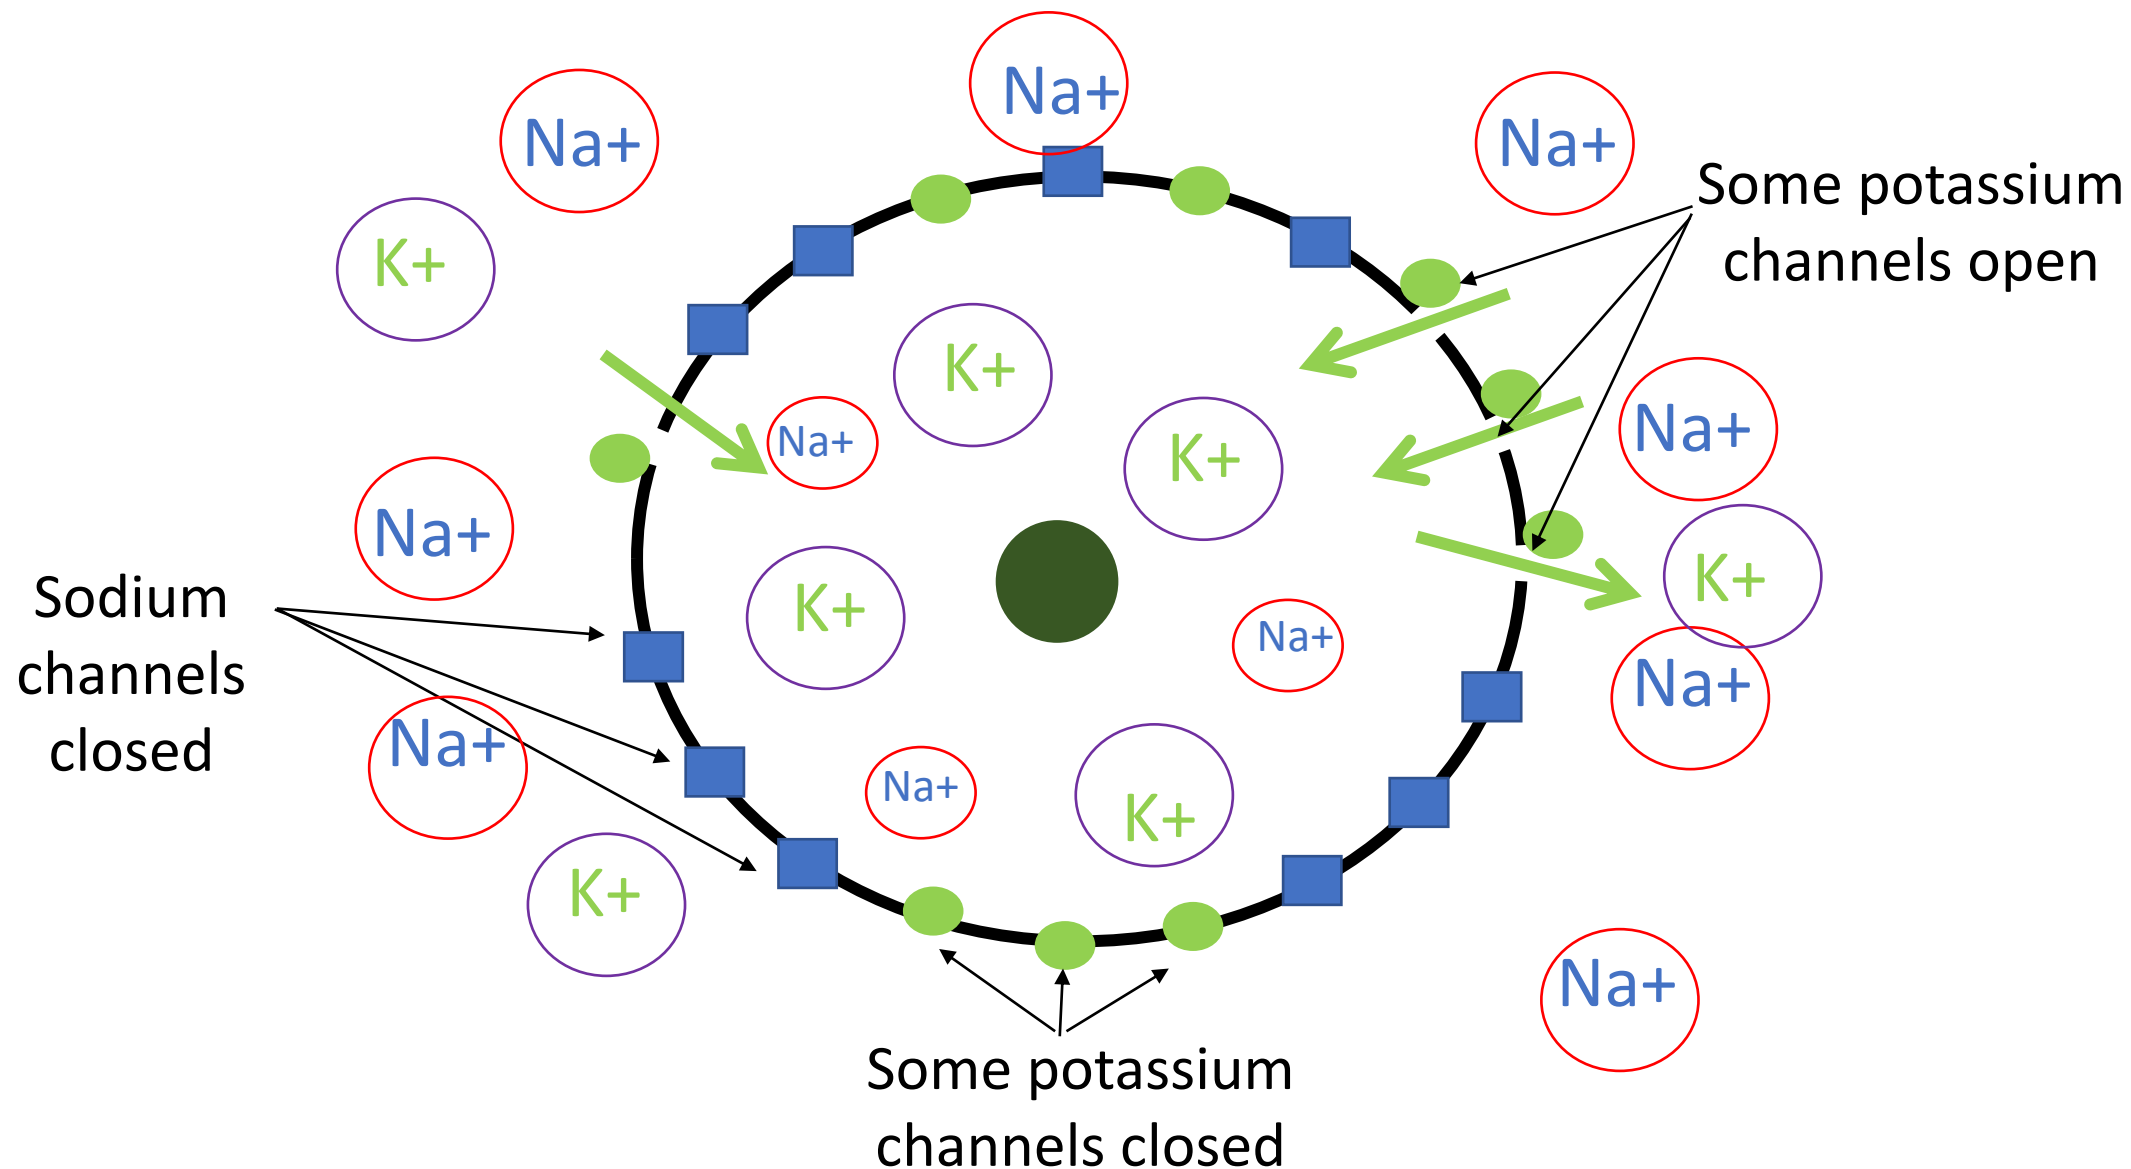 Na+
Na+
Na+
Some potassium
channels open
K+
K+
Na+
Na+
K+
Na+
K+
K+
Na+
Sodium
channels
closed
Na+
Na+
Na+
K+
K+
Na+
Some potassium
channels closed